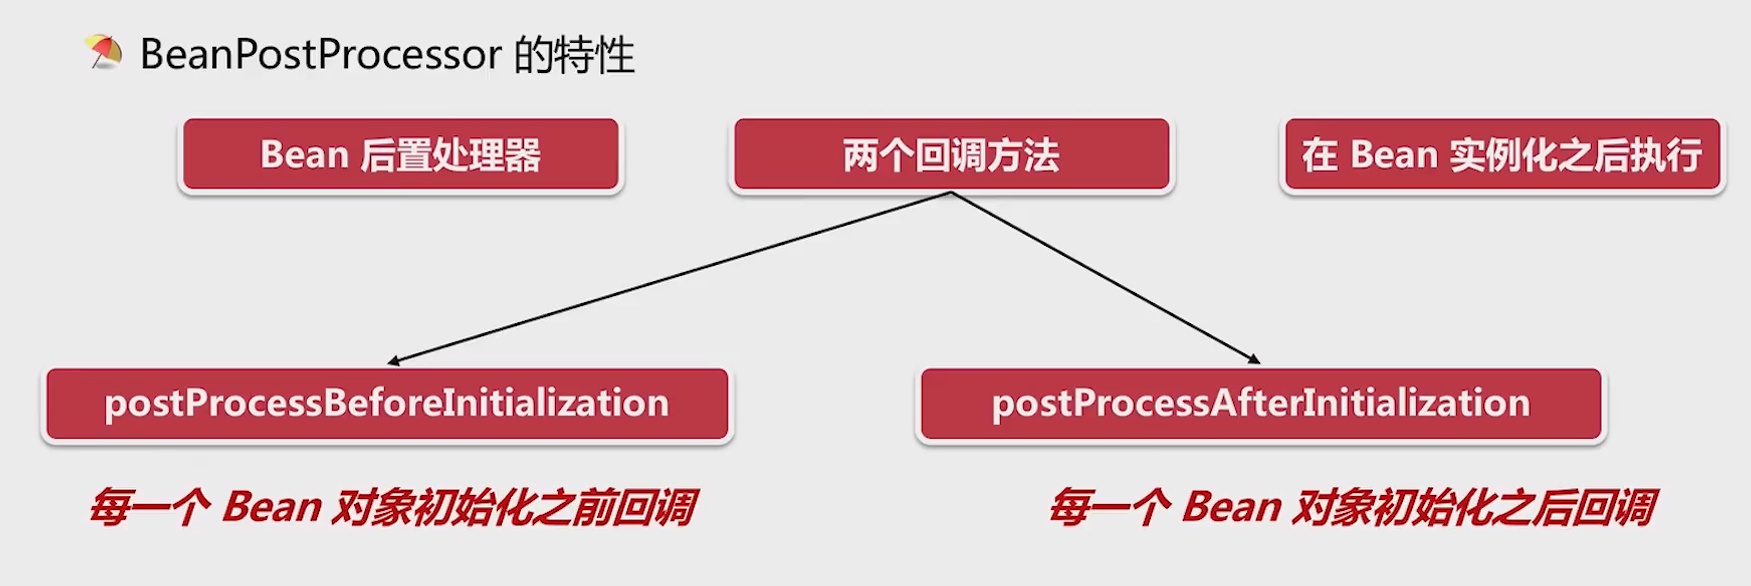 BeanPostProcessor 的特性
Bean 后置处理器
两个回调方法
在 Bean 实例化之后执行
postProcessBeforeInitialization
postProcessAfterInitialization
每一个 Bean 对象初始化之前回调
每一个 Bean 对象初始化之后回调